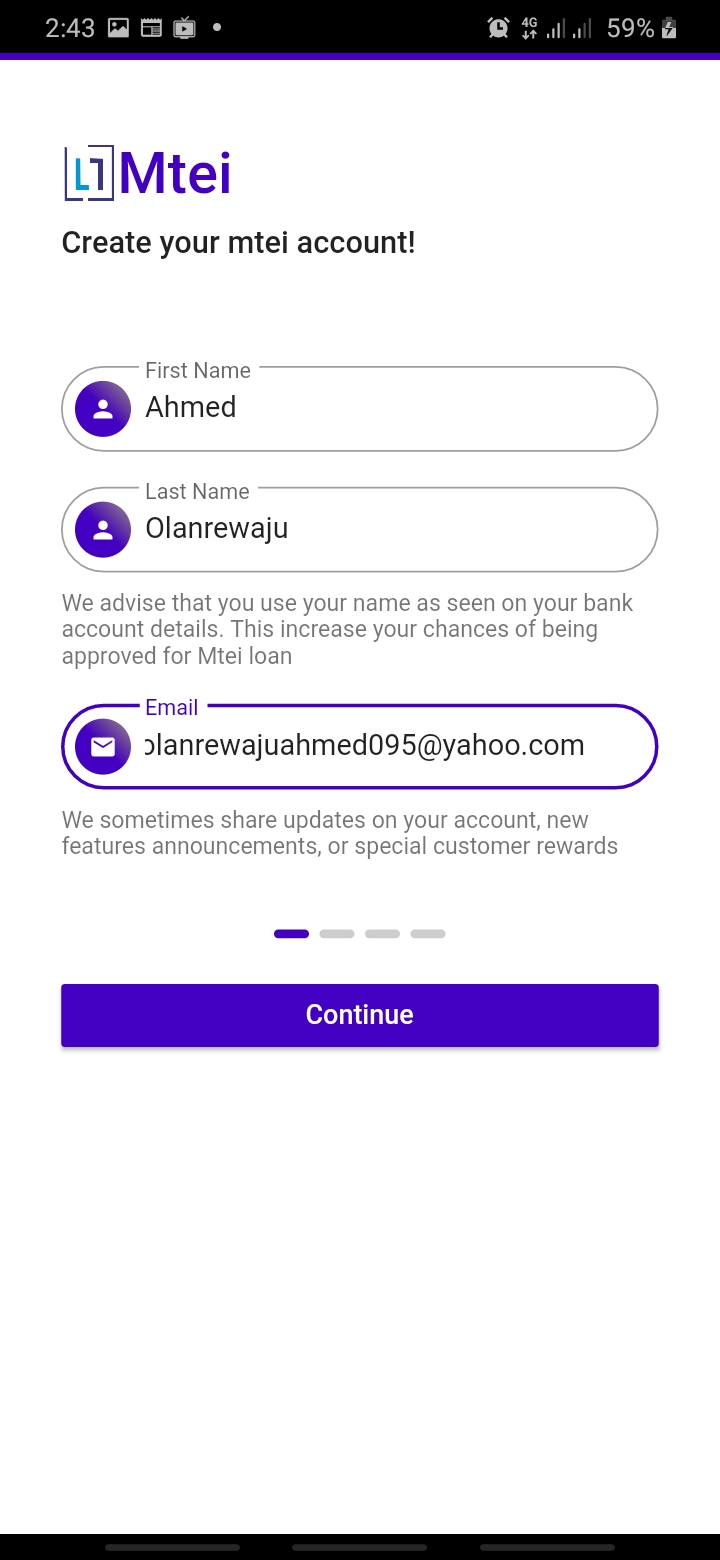 2:43 4G 59%
Mtei
Create your mtei account!
First Name
Ahmed
Last Name
Olanrewaju
We advise that you use your name as seen on your bank
account details. This increase your chances of being
approved for Mtei loan
Email
olanrewajuahmed095@yahoo.com
We sometimes share updates on your account, new
features announcements, or special customer rewards
Continue